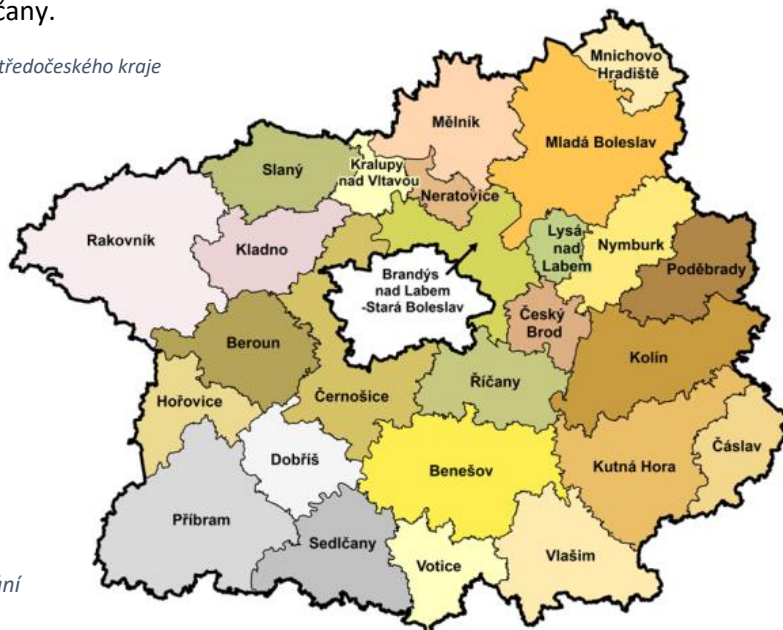 čany.
tředočeského kraje
Mnichovo
Hradiště
Mělník
Mladá Boleslav
Slaný
Kralupy
nad Vltavou
Neratovice
Rakovník
Kladno
Lysá
nad
Labem
Nymburk
Poděbrady
Brandýs
nad Labem
-Stará Boleslav
Český
Brod
Beroun
Kolín
Říčany
Hořovice
Černošice
Čáslav
Dobříš
Benešov
Kutná Hora
Příbram
Sedlčany
Votice
Vlašim
ání